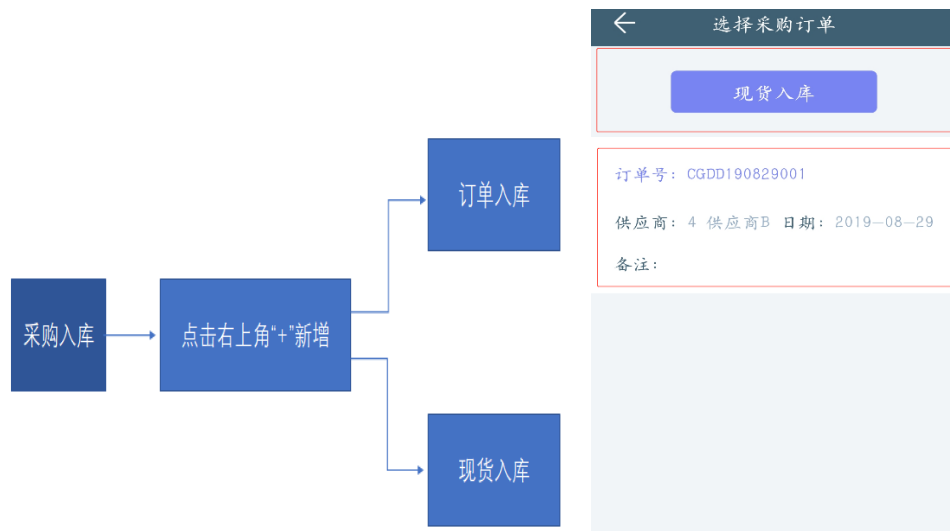 采购入库
点击右上角“+”新增
订单入库
现货入库
选择采购订单
现货入库
订单号：CGDD190829001
供应商：4 供应商B 日期：2019-08-29
备注：